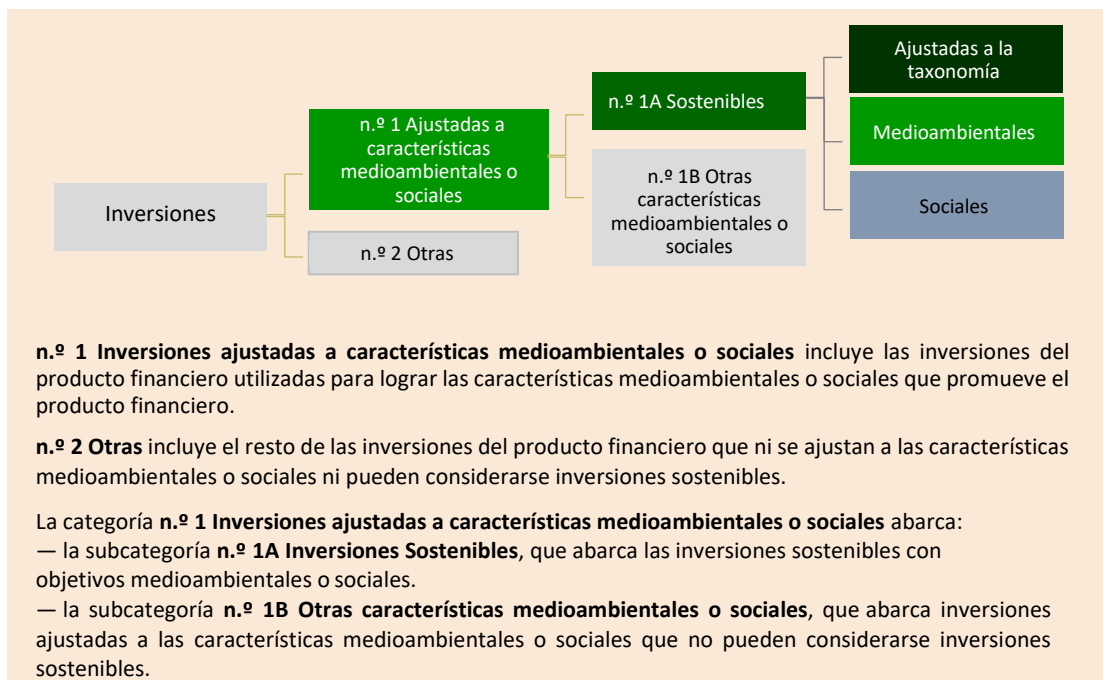 Inversiones
n.º 1 Ajustadas a
características
medioambientales o
sociales
n.º 2 Otras
n.º 1A Sostenibles
n.º 1B Otras
características
medioambientales o
sociales
Ajustadas a la
taxonomía
Medioambientales
Sociales
n.º 1 Inversiones ajustadas a características medioambientales o sociales incluye las inversiones del
producto financiero utilizadas para lograr las características medioambientales o sociales que promueve el
producto financiero.
n.º 2 Otras incluye el resto de las inversiones del producto financiero que ni se ajustan a las características
medioambientales o sociales ni pueden considerarse inversiones sostenibles.
La categoría n.º 1 Inversiones ajustadas a características medioambientales o sociales abarca:
— la subcategoría n.º 1A Inversiones Sostenibles, que abarca las inversiones sostenibles con
objetivos medioambientales o sociales.
— la subcategoría n.º 1B Otras características medioambientales o sociales, que abarca inversiones
ajustadas a las características medioambientales o sociales que no pueden considerarse inversiones
sostenibles.